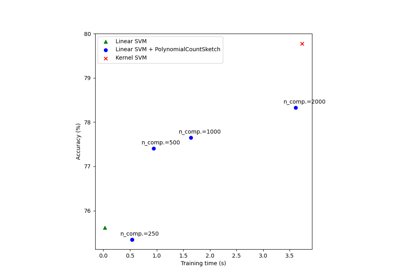 80
Linear SVM
Linear SVM + PolynomialCountSketch
Kernel SVM
79
n_comp.=2000
78
n_comp.=1000
n_comp.=500
77
76
n_comp.=250
Accuracy (%)
0.0 0.5 1.0 1.5 2.0 2.5 3.0 3.5
Training time (s)